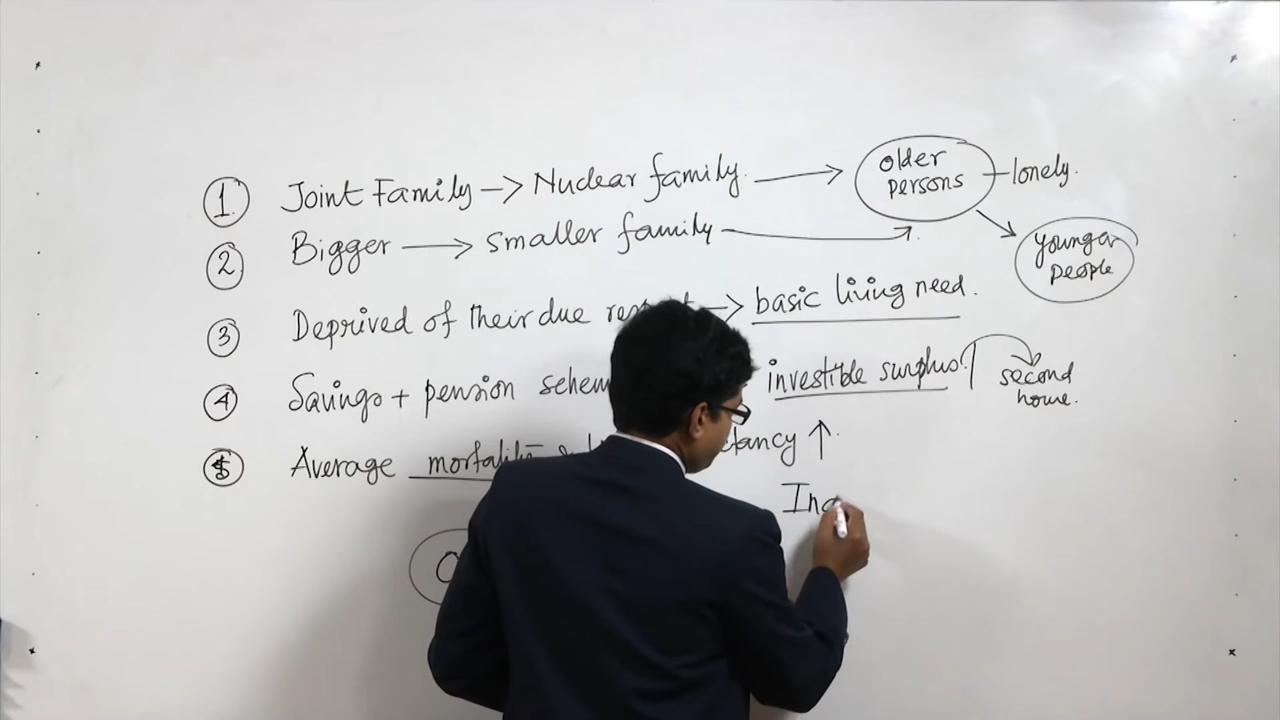 1. Joint Family -> Nuclear family. -> older persons - lonely.
2 Bigger -> smaller family -> younger people
3 Deprived of their due -> basic living need.
4 Savings + pension investible surplus. second home.
5 Average mortality ↑